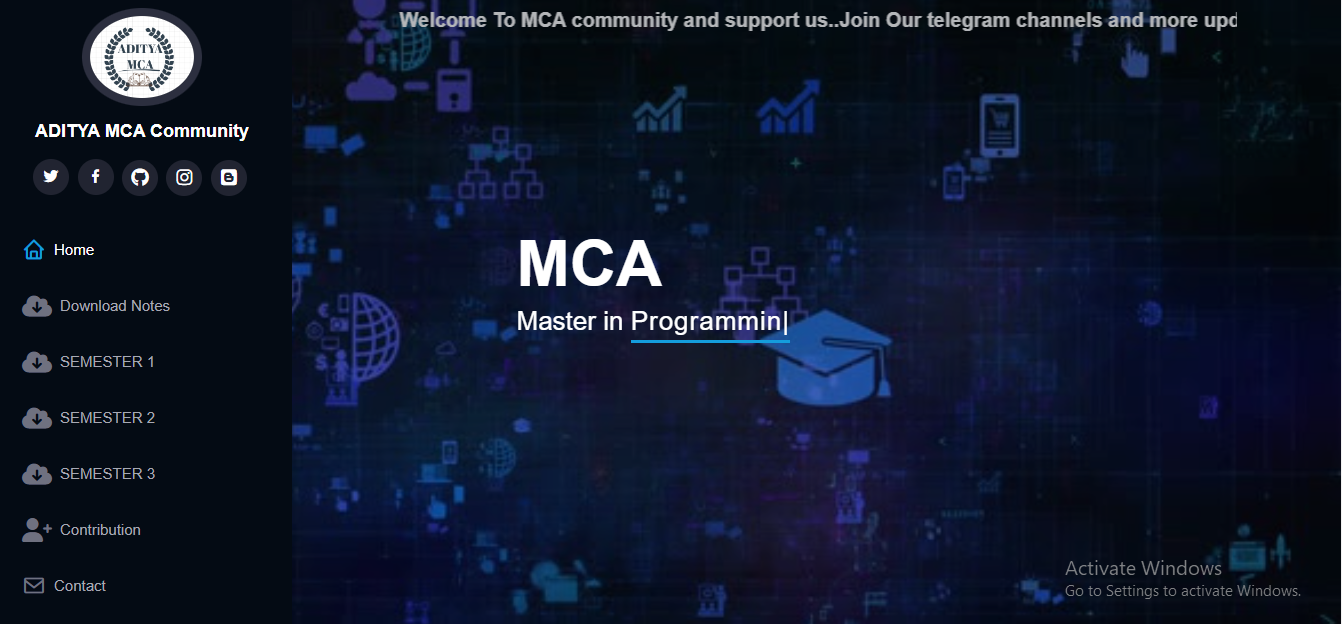 ADITYA
MCA
ADITYA MCA Community
Home
Download Notes
SEMESTER 1
SEMESTER 2
SEMESTER 3
Contribution
Contact
Welcome To MCA community and support us..Join Our telegram channels and more upd
MCA
Master in Programmin|
Activate Windows
Go to Settings to activate Windows.